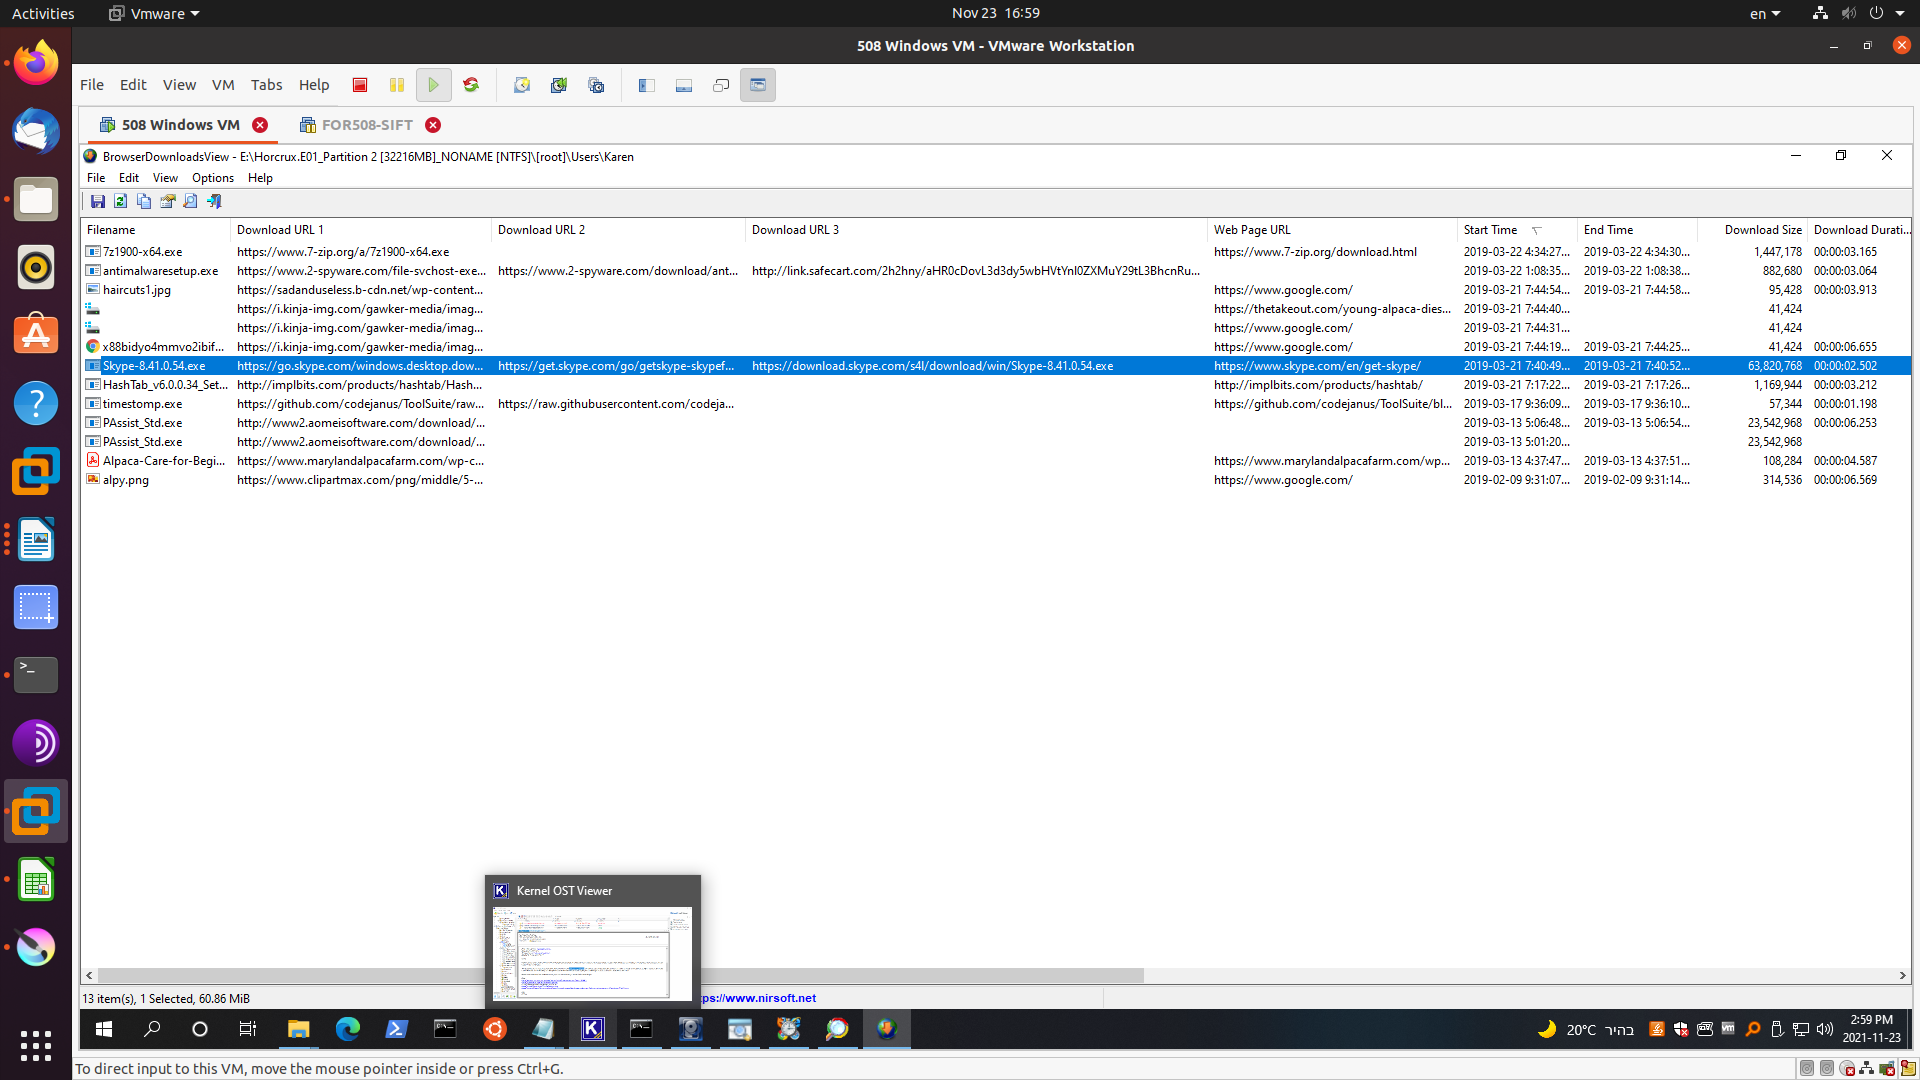 Activities Vmware Nov 23 16:59 en
508 Windows VM - VMware Workstation
File Edit View VM Tabs Help
508 Windows VM FOR508-SIFT
BrowserDownloadsView - E:\Horcrux.E01_Partition 2 [32216MB]_NONAME [NTFS]\[root]\Users\Karen
File Edit View Options Help
Filename Download URL 1 Download URL 2 Download URL 3 Web Page URL Start Time End Time Download Size Download Durati...
7z1900-x64.exe https://www.7-zip.org/a/7z1900-x64.exe https://www.7-zip.org/download.html 2019-03-22 4:34:27... 2019-03-22 4:34:30... 1,447,178 00:00:03.165
antimalwaresetup.exe https://www.2-spyware.com/file-svchost-exe... https://www.2-spyware.com/download/ant... http://link.safecart.com/2h2hny/aHR0cDovL3d3dy5wbHVtYnl0ZXMuY29tL3BhcnRu... 2019-03-22 1:08:35... 2019-03-22 1:08:38... 882,680 00:00:03.064
haircuts1.jpg https://sadanduseless.b-cdn.net/wp-content... https://www.google.com/ 2019-03-21 7:44:54... 2019-03-21 7:44:58... 95,428 00:00:03.913
https://i.kinja-img.com/gawker-media/imag... https://thetakeout.com/young-alpaca-dies... 2019-03-21 7:44:40... 41,424
https://i.kinja-img.com/gawker-media/imag... https://www.google.com/ 2019-03-21 7:44:31... 41,424
x88bidyo4mmvo2ibif... https://i.kinja-img.com/gawker-media/imag... https://www.google.com/ 2019-03-21 7:44:19... 2019-03-21 7:44:25... 41,424 00:00:06.655
Skype-8.41.0.54.exe https://go.skype.com/windows.desktop.dow... https://get.skype.com/go/getskype-skypef... https://download.skype.com/s4l/download/win/Skype-8.41.0.54.exe https://www.skype.com/en/get-skype/ 2019-03-21 7:40:49... 2019-03-21 7:40:52... 63,820,768 00:00:02.502
HashTab_v6.0.0.34_Set... http://implbits.com/products/hashtab/Hash... http://implbits.com/products/hashtab/ 2019-03-21 7:17:22... 2019-03-21 7:17:26... 1,169,944 00:00:03.212
timestomp.exe https://github.com/codejanus/ToolSuite/raw... https://raw.githubusercontent.com/codeja... https://github.com/codejanus/ToolSuite/bl... 2019-03-17 9:36:09... 2019-03-17 9:36:10... 57,344 00:00:01.198
PAssist_Std.exe http://www2.aomeisoftware.com/download/... 2019-03-13 5:06:48... 2019-03-13 5:06:54... 23,542,968 00:00:06.253
PAssist_Std.exe http://www2.aomeisoftware.com/download/... 2019-03-13 5:01:20... 23,542,968
Alpaca-Care-for-Begi... https://www.marylandalpacafarm.com/wp-c... https://www.marylandalpacafarm.com/wp... 2019-03-13 4:37:47... 2019-03-13 4:37:51... 108,284 00:00:04.587
alpy.png https://www.clipartmax.com/png/middle/5-... https://www.google.com/ 2019-02-09 9:31:07... 2019-02-09 9:31:14... 314,536 00:00:06.569
Kernel OST Viewer
13 item(s), 1 Selected, 60.86 MiB ps://www.nirsoft.net
20°C בהיר 2:59 PM
2021-11-23
To direct input to this VM, move the mouse pointer inside or press Ctrl+G.